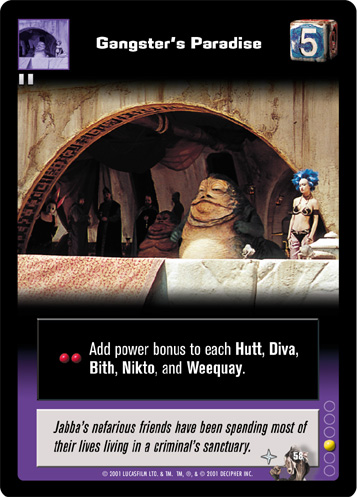 Gangster's Paradise
5
Add power bonus to each Hutt, Diva,
Bith, Nikto, and Weequay.
Jabba's nefarious friends have been spending most of
their lives living in a criminal's sanctuary.
58
© 2001 LUCASFILM LTD. & TM, TM, ®, & © 2001 DECIPHER INC.